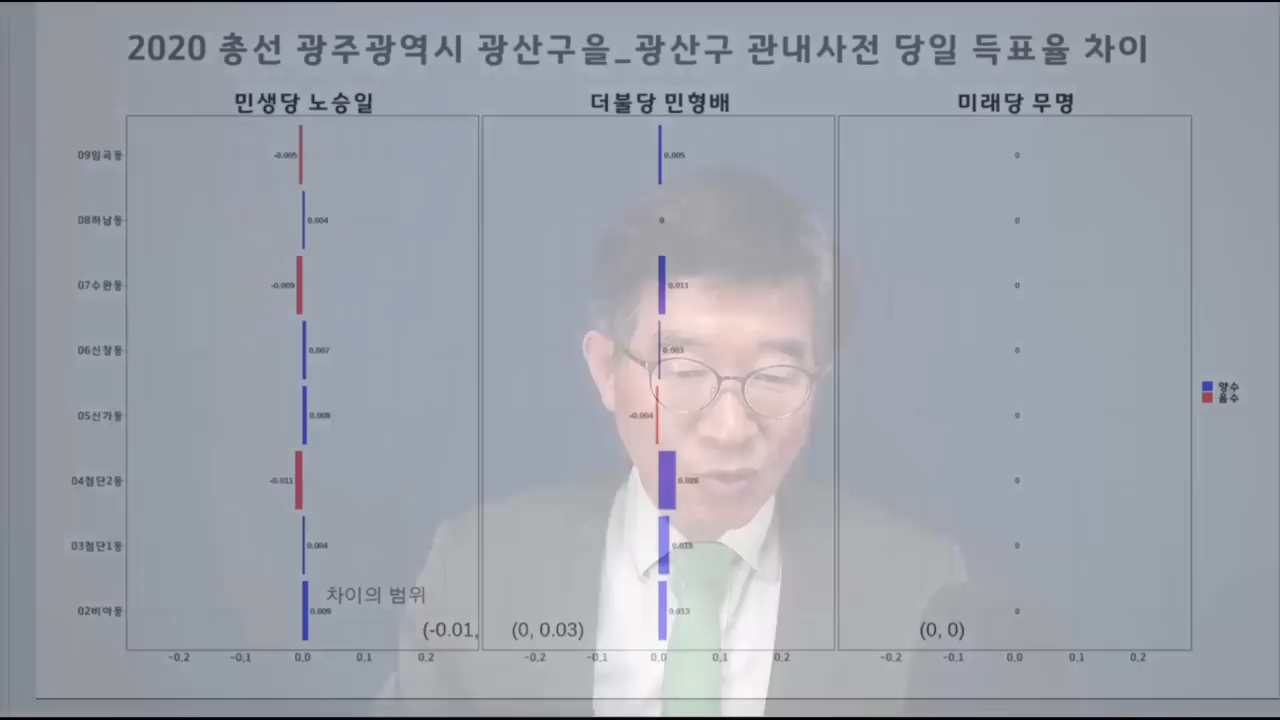 2020 총선 광주광역시 광산구을_광산구 관내사전 당일 득표율 차이
민생당 노승일
더불당 민형배
미래당 무명
09임곡동 -0.005 0.005 0
08하남동 0.004 0 0
07수완동 -0.009 0.011 0
06신창동 0.007 0.003 0
05신가동 0.008 -0.004 0
04첨단2동 -0.011 0.028 0
03첨단1동 0.004 0.018 0
02비아동 0.009 0.013 0
차이의 범위
(-0.01, (0, 0.03) (0, 0)
-0.2 -0.1 0.0 0.1 0.2
-0.2 -0.1 0.0 0.1 0.2
-0.2 -0.1 0.0 0.1 0.2
양수
음수